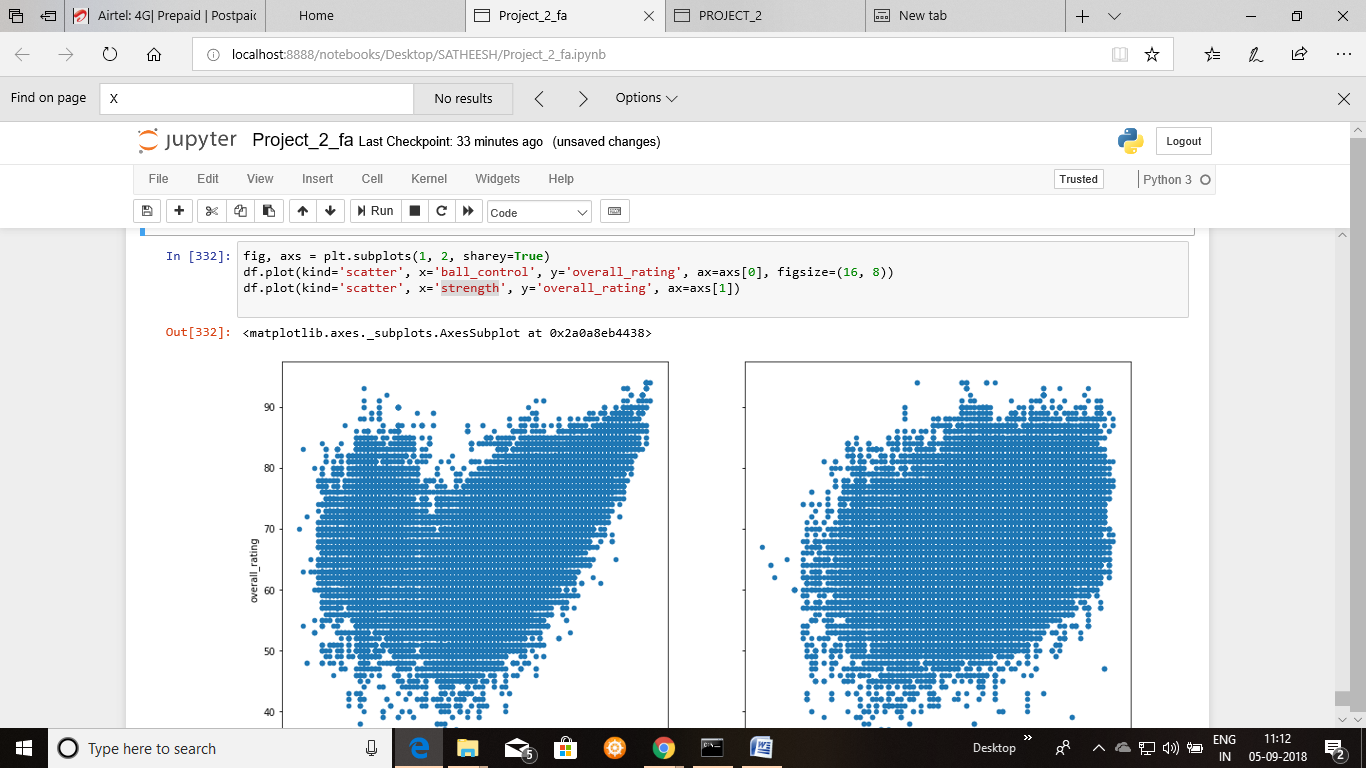 Airtel: 4G| Prepaid | Postpaid
Home
Project_2_fa
PROJECT_2
New tab
localhost:8888/notebooks/Desktop/SATHEESH/Project_2_fa.ipynb
Find on page
X
No results
Options
jupyter
Project_2_fa Last Checkpoint: 33 minutes ago (unsaved changes)
Logout
File Edit View Insert Cell Kernel Widgets Help
Trusted
Python 3
Run
Code
In [332]:
fig, axs = plt.subplots(1, 2, sharey=True)
df.plot(kind='scatter', x='ball_control', y='overall_rating', ax=axs[0], figsize=(16, 8))
df.plot(kind='scatter', x='strength', y='overall_rating', ax=axs[1])
Out[332]:
<matplotlib.axes._subplots.AxesSubplot at 0x2a0a8eb4438>
90
80
70
60
50
40
overall_rating
Type here to search
5
Desktop
ENG
IN
11:12
05-09-2018
2